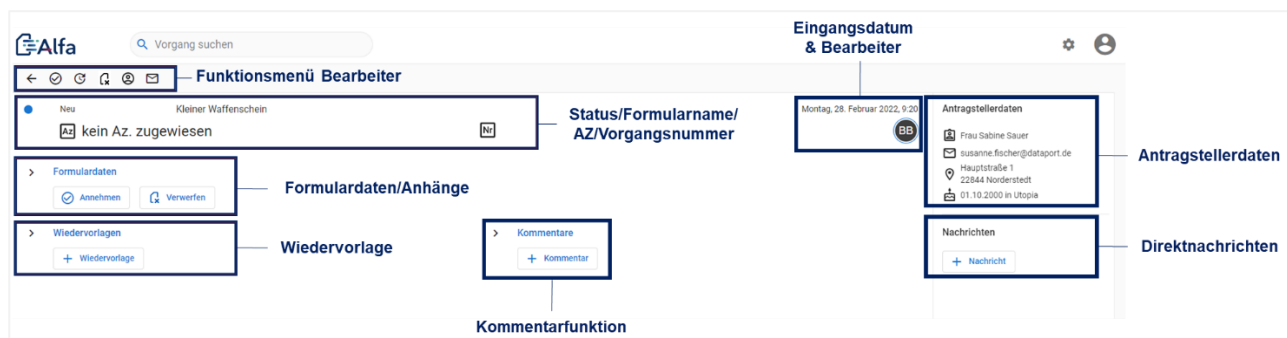 Alfa
Vorgang suchen
Eingangsdatum
& Bearbeiter
Funktionsmenü Bearbeiter
Neu
Kleiner Waffenschein
Az kein Az. zugewiesen
Nr
Status/Formularname/
AZ/Vorgangsnummer
Montag, 28. Februar 2022, 9:20
BB
Antragstellerdaten
Frau Sabine Sauer
susanne.fischer@dataport.de
Hauptstraße 1
22844 Norderstedt
01.10.2000 in Utopia
Antragstellerdaten
Formulardaten
Annehmen
Verwerfen
Formulardaten/Anhänge
Wiedervorlagen
+ Wiedervorlage
Wiedervorlage
Kommentare
+ Kommentar
Kommentarfunktion
Nachrichten
+ Nachricht
Direktnachrichten